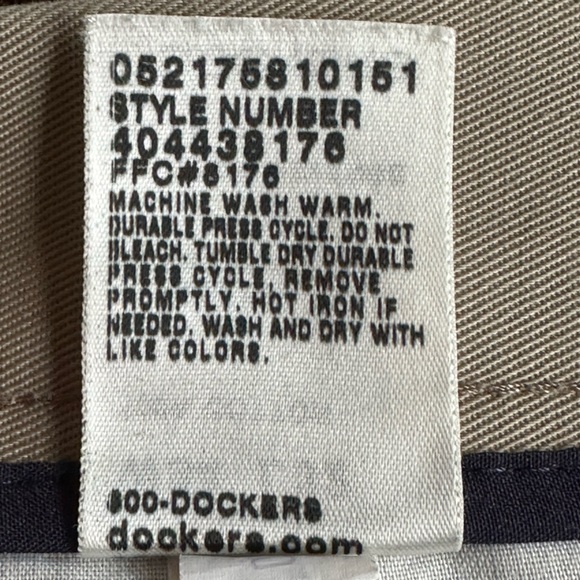 052175810151
STYLE NUMBER
404438176
FFC#8176
MACHINE WASH WARM.
DURABLE PRESS CYCLE. DO NOT
BLEACH. TUMBLE DRY DURABLE
PRESS CYCLE, REMOVE
PROMPTLY. HOT IRON IF
NEEDED. WASH AND DRY WITH
LIKE COLORS.
800-DOCKERS
dockers.com